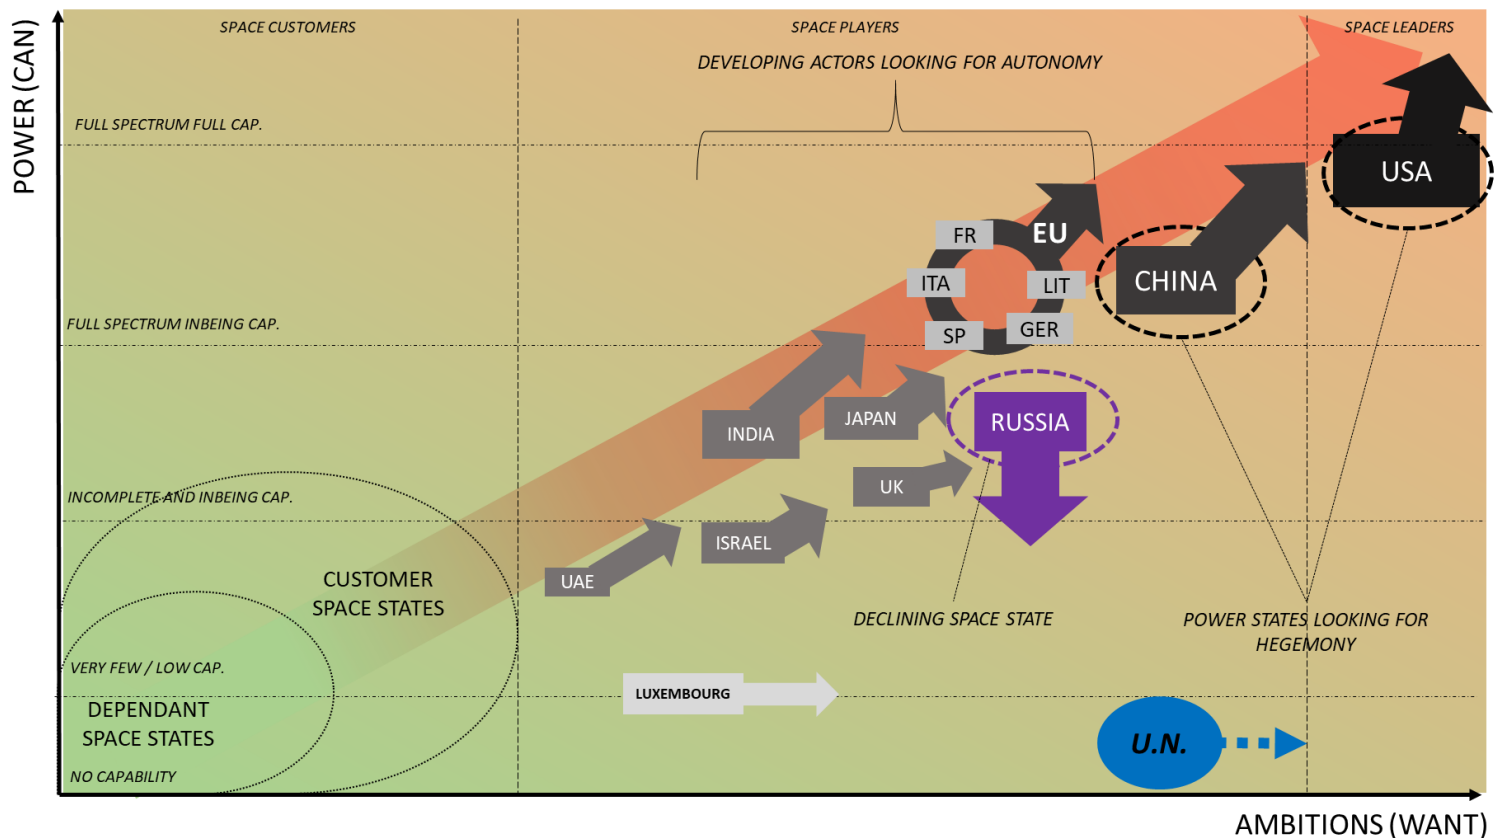 SPACE CUSTOMERS
SPACE PLAYERS
SPACE LEADERS
DEVELOPING ACTORS LOOKING FOR AUTONOMY
POWER (CAN)
FULL SPECTRUM FULL CAP.
USA
FR
EU
ITA
LIT
CHINA
SP
GER
FULL SPECTRUM INBEING CAP.
INDIA
JAPAN
RUSSIA
UK
INCOMPLETE AND INBEING CAP.
ISRAEL
UAE
CUSTOMER
SPACE STATES
DECLINING SPACE STATE
POWER STATES LOOKING FOR
HEGEMONY
VERY FEW / LOW CAP.
LUXEMBOURG
DEPENDANT
SPACE STATES
U.N.
NO CAPABILITY
AMBITIONS (WANT)